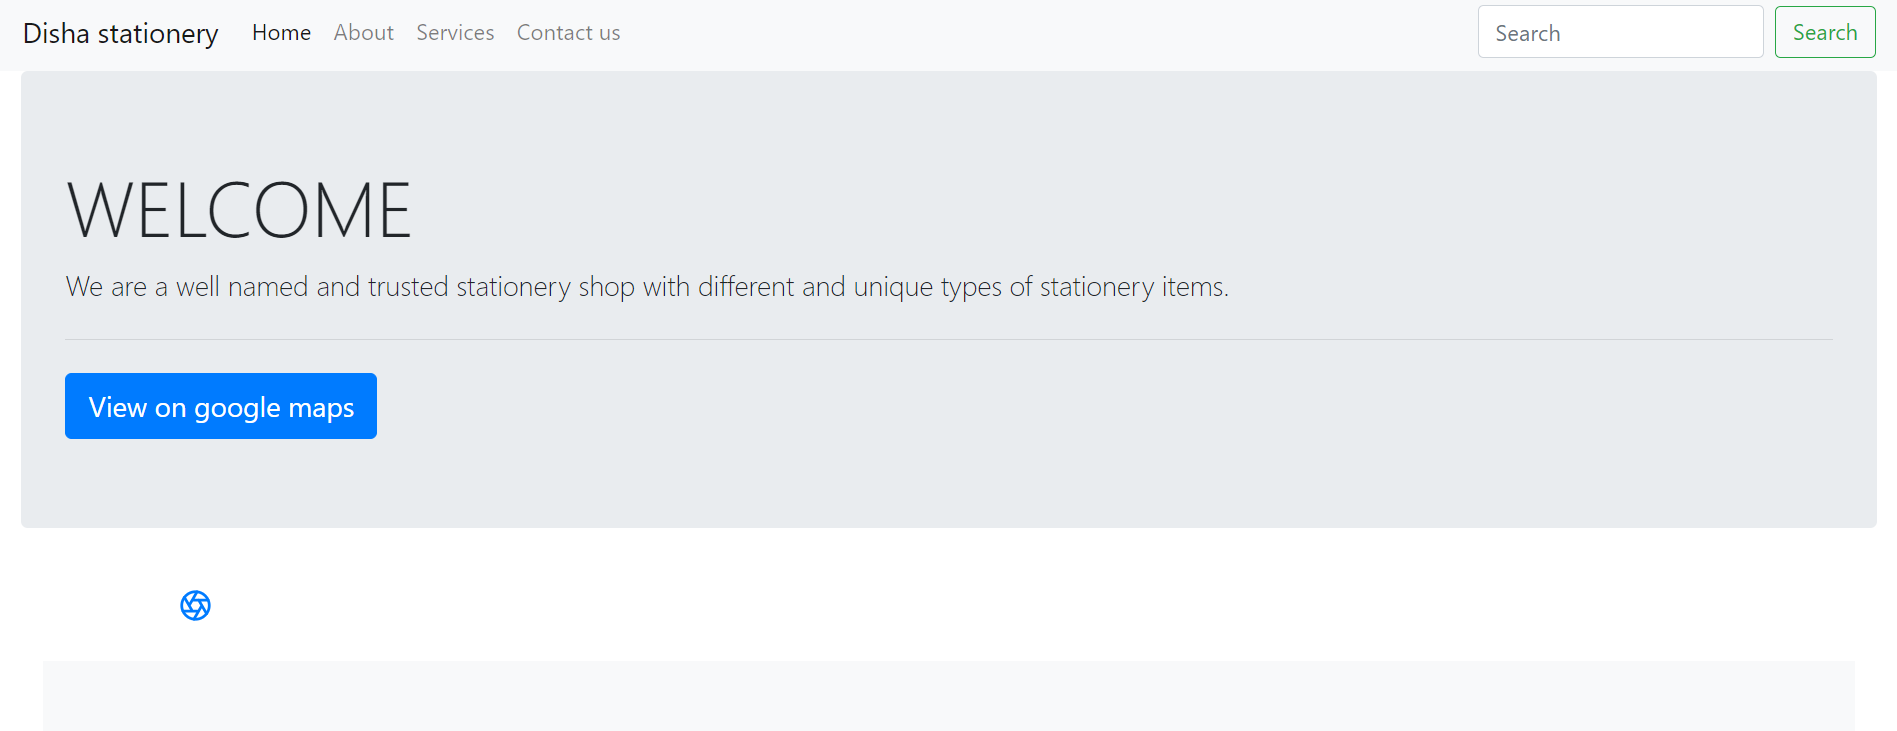 Disha stationery Home About Services Contact us Search Search
WELCOME
We are a well named and trusted stationery shop with different and unique types of stationery items.
View on google maps